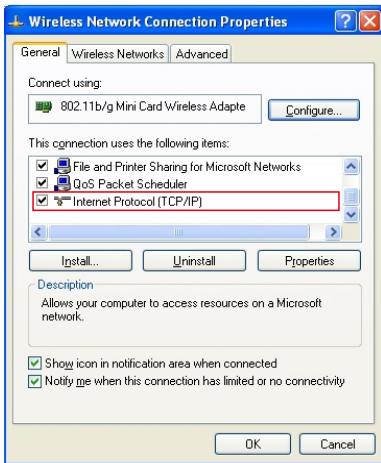 Wireless Network Connection Properties
General Wireless Networks Advanced
Connect using:
802.11b/g Mini Card Wireless Adapte
Configure...
This connection uses the following items:
File and Printer Sharing for Microsoft Networks
QoS Packet Scheduler
Internet Protocol (TCP/IP)
Install... Uninstall Properties
Description
Allows your computer to access resources on a Microsoft
network.
Show icon in notification area when connected
Notify me when this connection has limited or no connectivity
OK Cancel